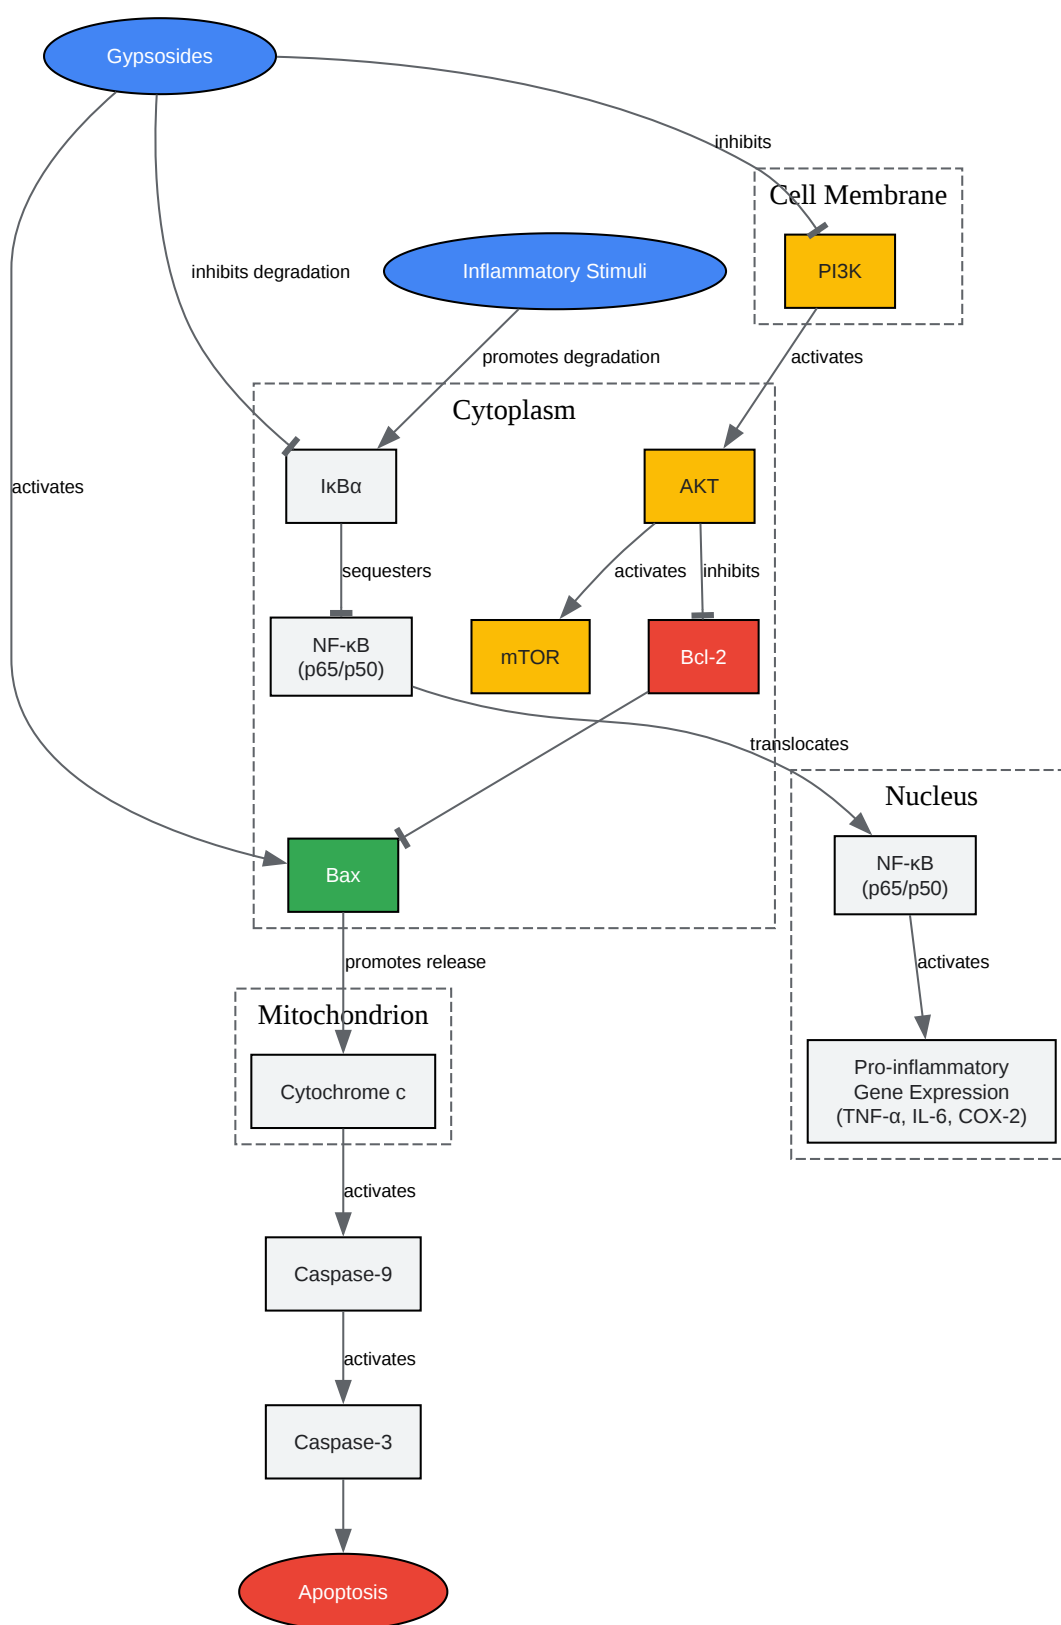 Gypsosides
inhibits
Cell Membrane
inhibits degradation
Inflammatory Stimuli
PI3K
promotes degradation
activates
Cytoplasm
activates
IκBα
AKT
sequesters
activates
inhibits
NF-κB
(p65/p50)
mTOR
Bcl-2
translocates
Nucleus
Bax
NF-κB
(p65/p50)
promotes release
activates
Mitochondrion
Cytochrome c
Pro-inflammatory
Gene Expression
(TNF-α, IL-6, COX-2)
activates
Caspase-9
activates
Caspase-3
Apoptosis